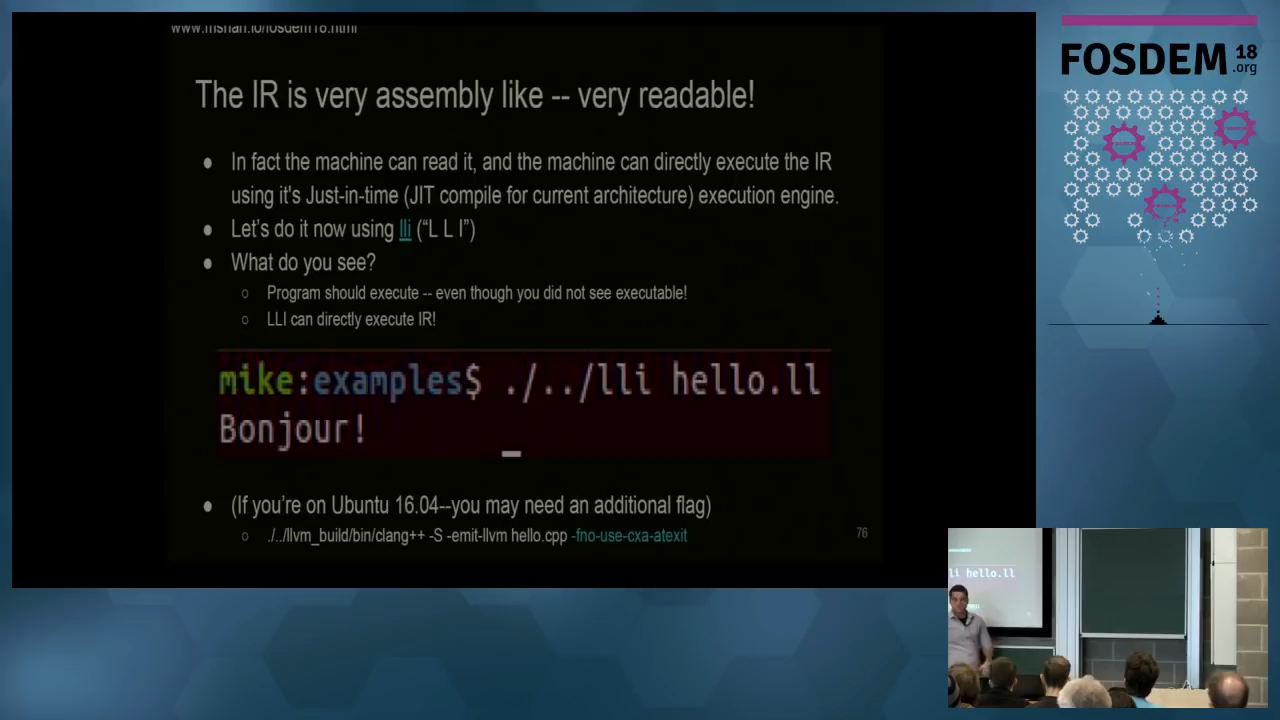 www.mshah.io/fosdem18.html
The IR is very assembly like -- very readable!
● In fact the machine can read it, and the machine can directly execute the IR
using it's Just-in-time (JIT compile for current architecture) execution engine.
● Let's do it now using lli (“L L I”)
● What do you see?
○ Program should execute -- even though you did not see executable!
○ LLI can directly execute IR!
mike:examples$ ./../lli hello.ll
Bonjour!
● (If you're on Ubuntu 16.04--you may need an additional flag)
○ ./../llvm_build/bin/clang++ -S -emit-llvm hello.cpp -fno-use-cxa-atexit
76
FOSDEM 18
.org
lli hello.ll